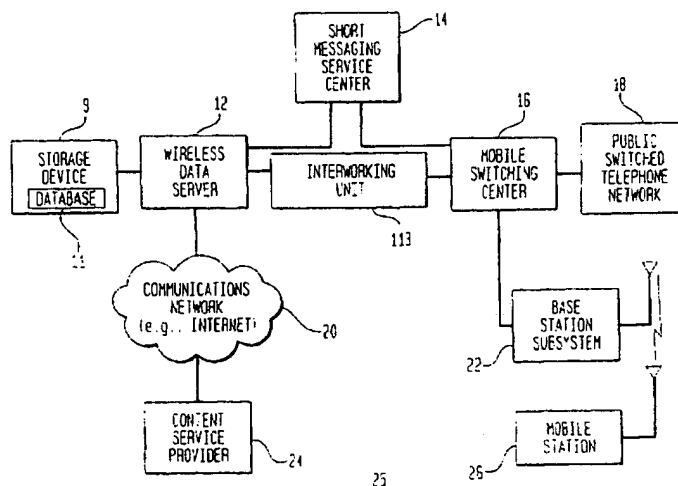 14
SHORT
MESSAGING
SERVICE
CENTER
9
12
16
18
STORAGE
DEVICE
DATABASE
WIRELESS
DATA
SERVER
INTERWORKING
UNIT
MOBILE
SWITCHING
CENTER
PUBLIC
SWITCHED
TELEPHONE
NETWORK
11
113
COMMUNICATIONS
NETWORK
(e.g., INTERNET)
20
BASE
STATION
SUESYSTEM
22
CONTENT
SERVICE
PROVIDER
24
MOBILE
STATION
26
25